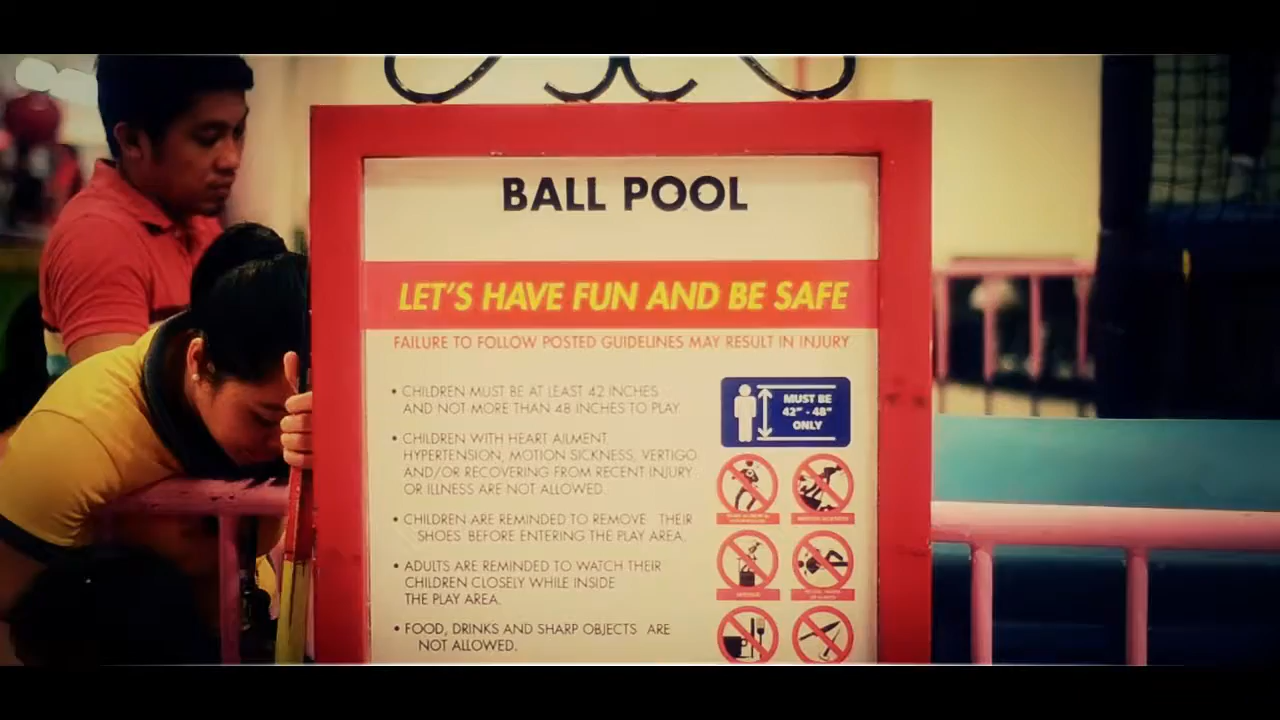 BALL POOL
LET'S HAVE FUN AND BE SAFE
FAILURE TO FOLLOW POSTED GUIDELINES MAY RESULT IN INJURY
• CHILDREN MUST BE AT LEAST 42 INCHES
AND NOT MORE THAN 48 INCHES TO PLAY.
• CHILDREN WITH HEART AILMENT,
HYPERTENSION, MOTION SICKNESS, VERTIGO
AND/OR RECOVERING FROM RECENT INJURY
OR ILLNESS ARE NOT ALLOWED.
• CHILDREN ARE REMINDED TO REMOVE THEIR
SHOES BEFORE ENTERING THE PLAY AREA.
• ADULTS ARE REMINDED TO WATCH THEIR
CHILDREN CLOSELY WHILE INSIDE
THE PLAY AREA.
• FOOD, DRINKS AND SHARP OBJECTS ARE
NOT ALLOWED.
MUST BE
42" - 48"
ONLY